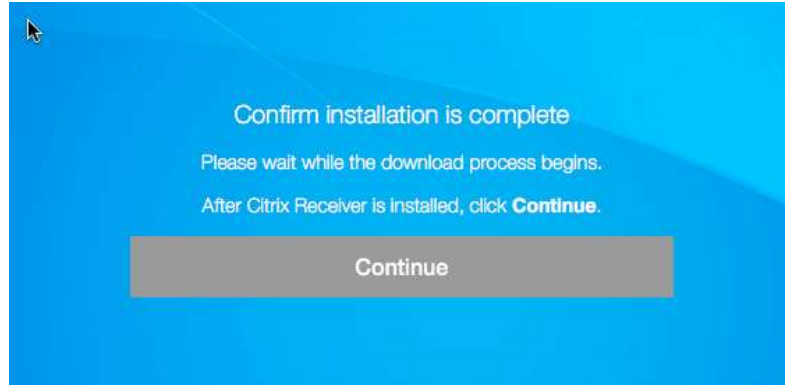 Confirm installation is complete
Please wait while the download process begins.
After Citrix Receiver is installed, click Continue.
Continue